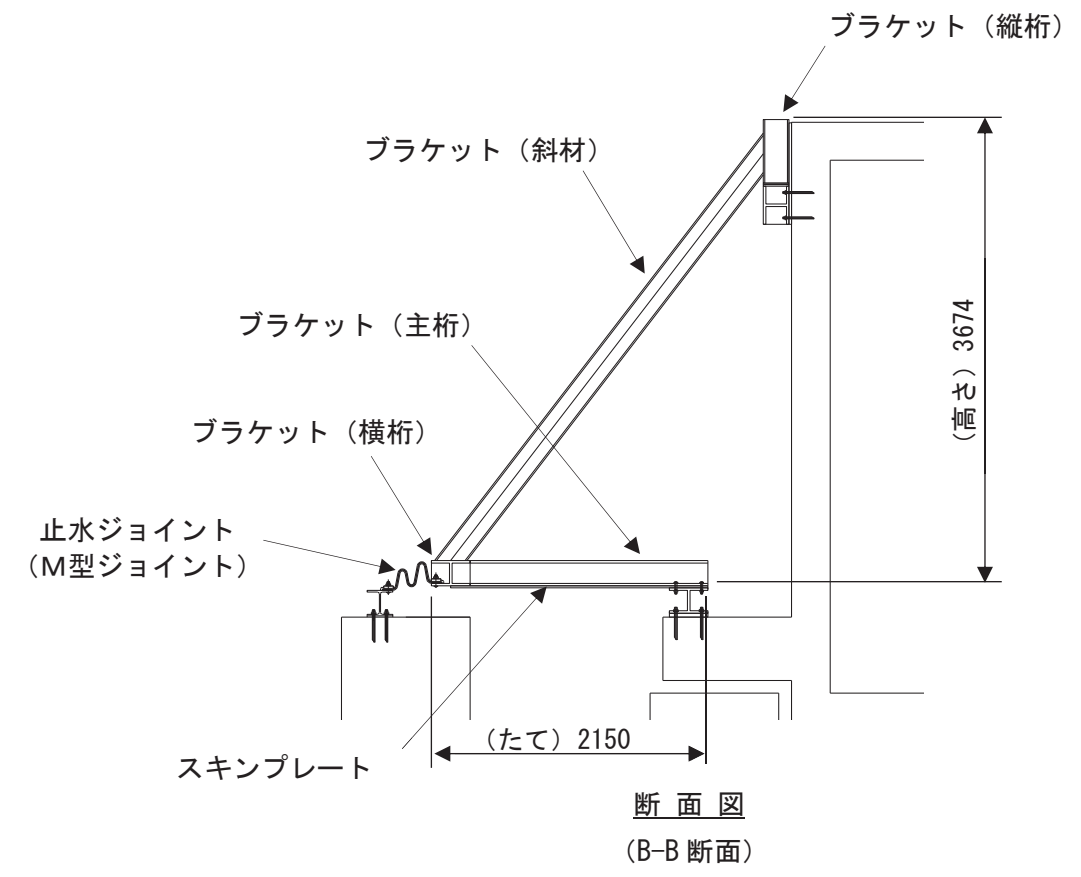 ブラケット（縦桁）
ブラケット（斜材）
ブラケット（主桁）
（高さ）3674
ブラケット（横桁）
止水ジョイント
（Ｍ型ジョイント）
（たて）2150
スキンプレート
断 面 図
（B-B 断面）